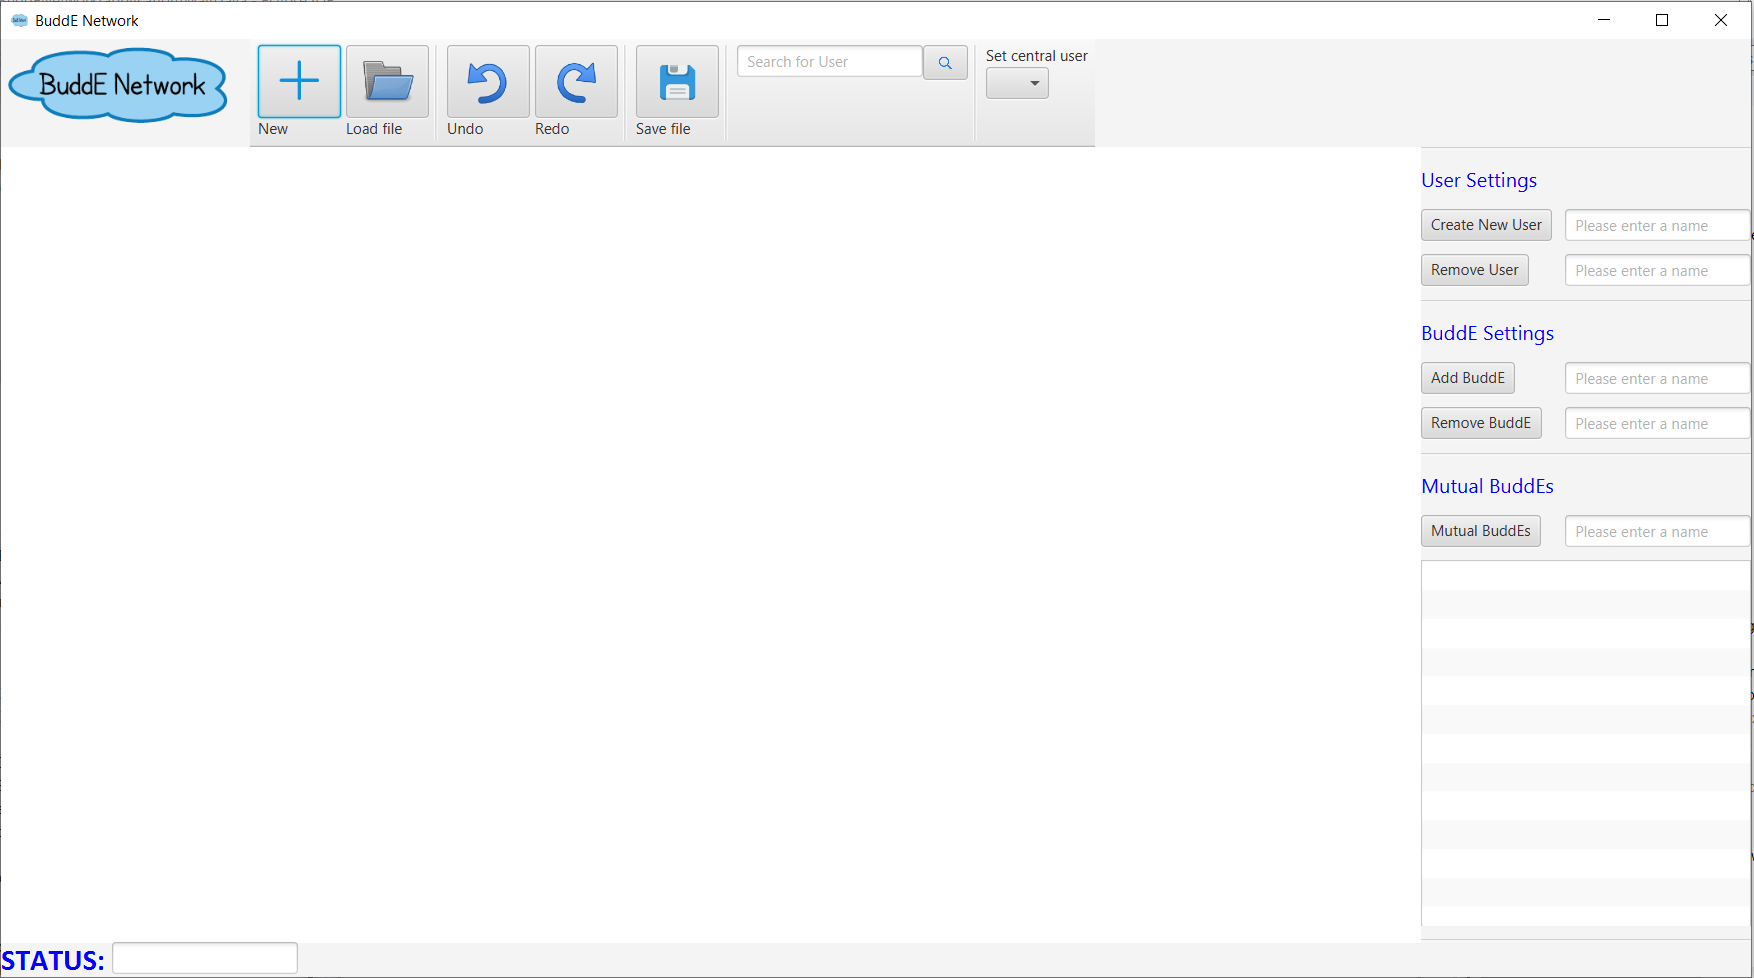 BuddE Network
BuddE Network
New
Load file
Undo
Redo
Save file
Search for User
Set central user
User Settings
Create New User
Please enter a name
Remove User
Please enter a name
BuddE Settings
Add BuddE
Please enter a name
Remove BuddE
Please enter a name
Mutual BuddEs
Mutual BuddEs
Please enter a name
STATUS: